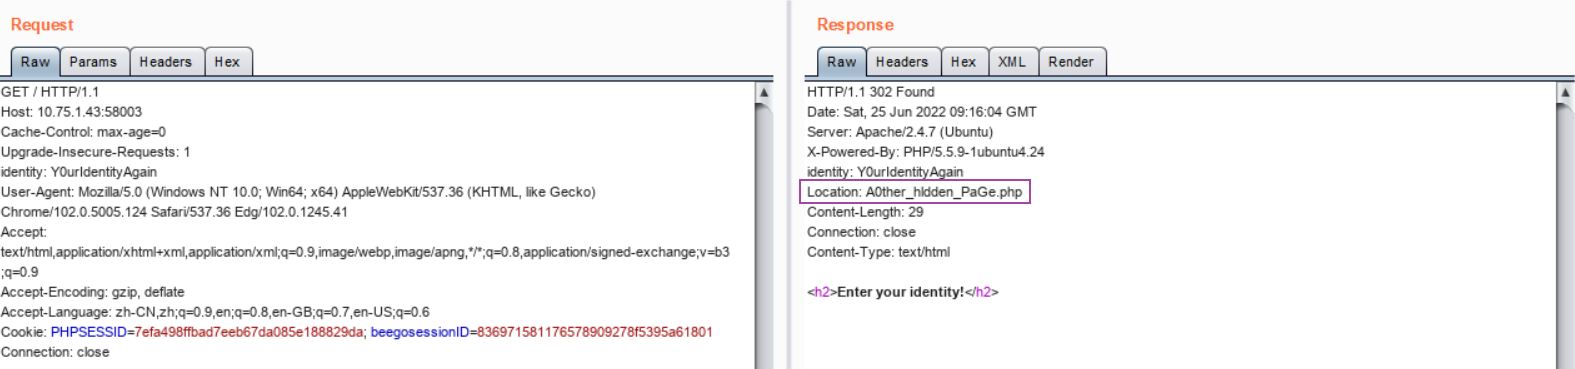 Request
Raw Params Headers Hex
GET / HTTP/1.1
Host: 10.75.1.43:58003
Cache-Control: max-age=0
Upgrade-Insecure-Requests: 1
identity: Y0urIdentityAgain
User-Agent: Mozilla/5.0 (Windows NT 10.0; Win64; x64) AppleWebKit/537.36 (KHTML, like Gecko)
Chrome/102.0.5005.124 Safari/537.36 Edg/102.0.1245.41
Accept:
text/html,application/xhtml+xml,application/xml;q=0.9,image/webp,image/apng,*/*;q=0.8,application/signed-exchange;v=b3
;q=0.9
Accept-Encoding: gzip, deflate
Accept-Language: zh-CN,zh;q=0.9,en;q=0.8,en-GB;q=0.7,en-US;q=0.6
Cookie: PHPSESSID=7efa498ffbad7eeb67da085e188829da; beegosessionID=836971581176578909278f5395a61801
Connection: close
Response
Raw Headers Hex XML Render
HTTP/1.1 302 Found
Date: Sat, 25 Jun 2022 09:16:04 GMT
Server: Apache/2.4.7 (Ubuntu)
X-Powered-By: PHP/5.5.9-1ubuntu4.24
identity: Y0urIdentityAgain
Location: A0ther_hIdden_PaGe.php
Content-Length: 29
Connection: close
Content-Type: text/html
<h2>Enter your identity!</h2>